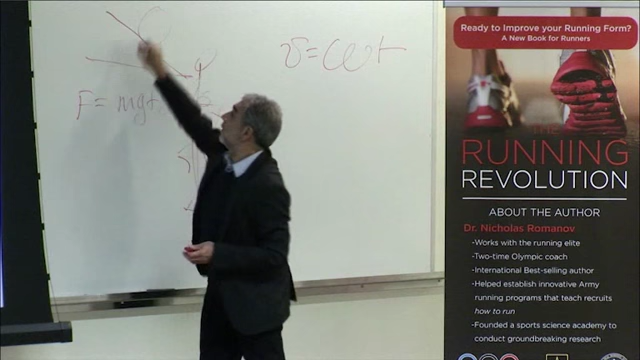 v = const
F = mgt
Ready to Improve your Running Form?
A New Book for Runners
THE
RUNNING
REVOLUTION
ABOUT THE AUTHOR
Dr. Nicholas Romanov
-Works with the running elite
-Two-time Olympic coach
-International Best-selling author
-Helped establish innovative Army
running programs that teach recruits
how to run
-Founded a sports science academy to
conduct groundbreaking research